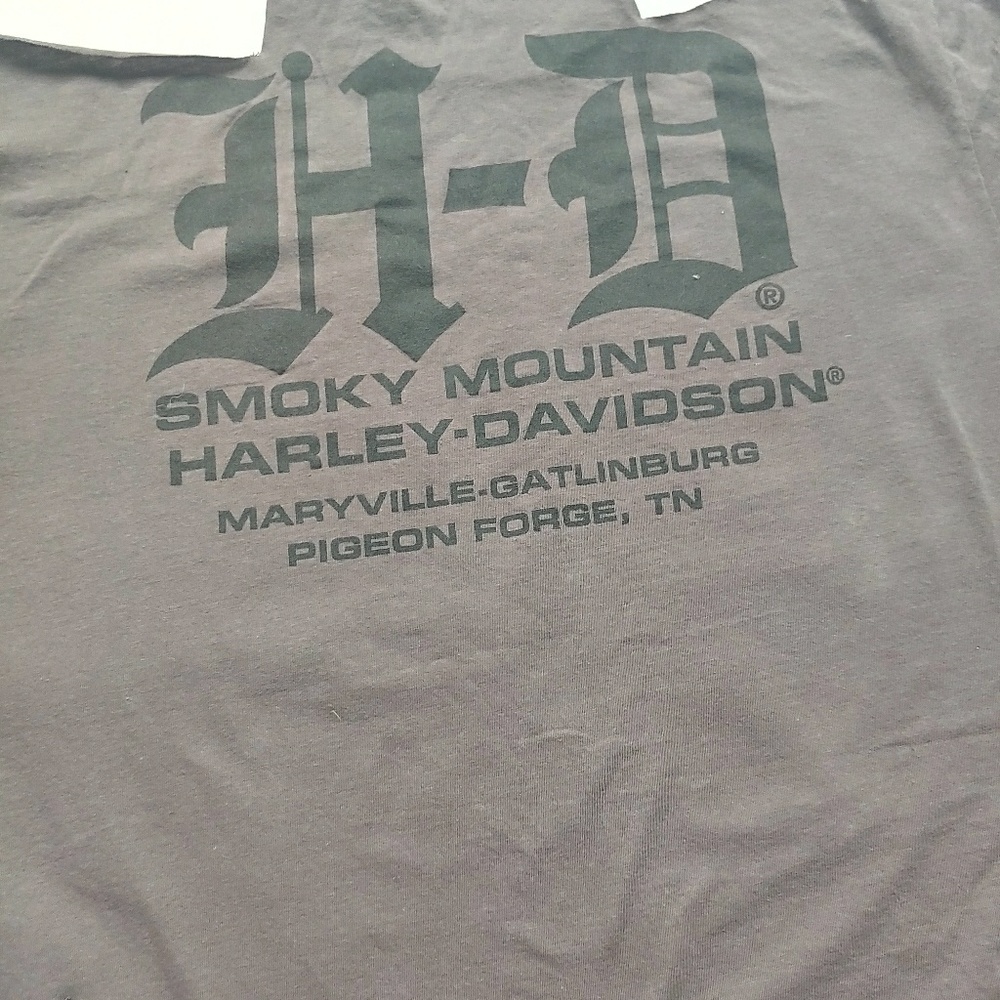 H-D®
SMOKY MOUNTAIN
HARLEY-DAVIDSON®
MARYVILLE-GATLINBURG
PIGEON FORGE, TN